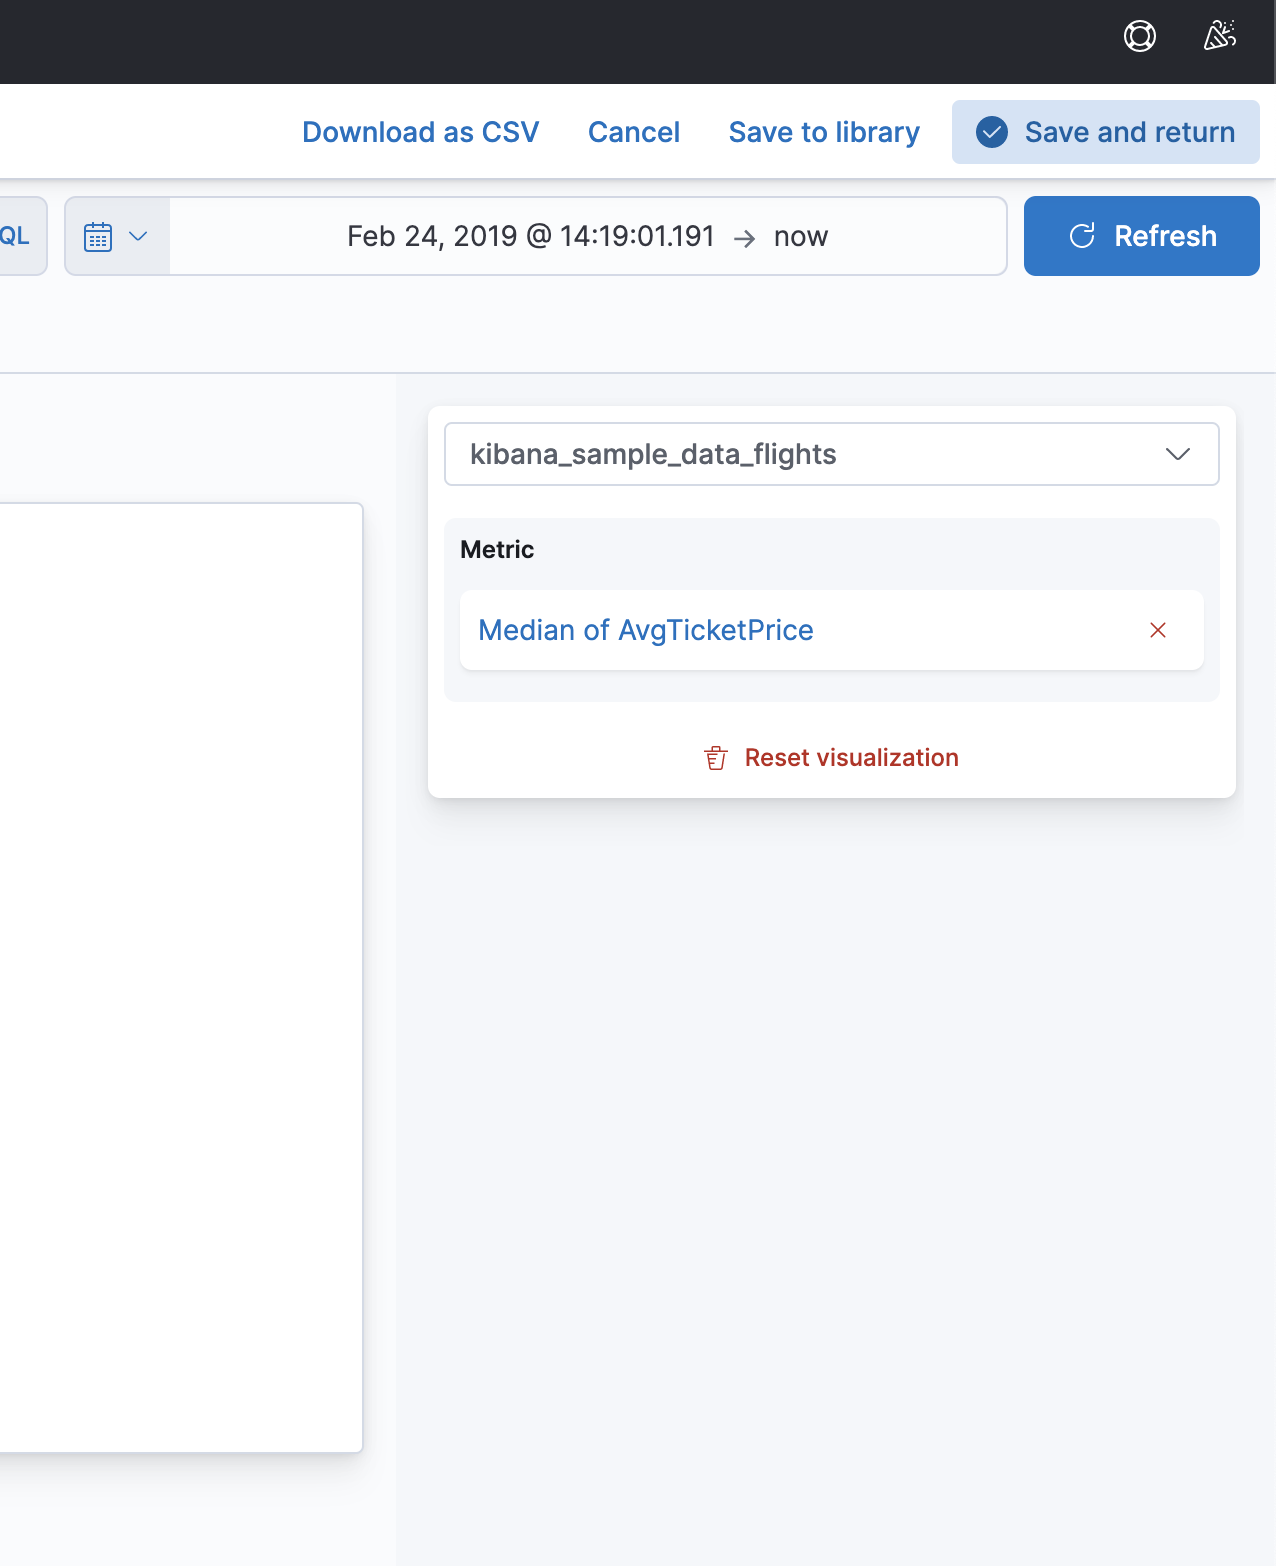 Download as CSV Cancel Save to library Save and return
QL Feb 24, 2019 @ 14:19:01.191 → now Refresh
kibana_sample_data_flights
Metric
Median of AvgTicketPrice
Reset visualization